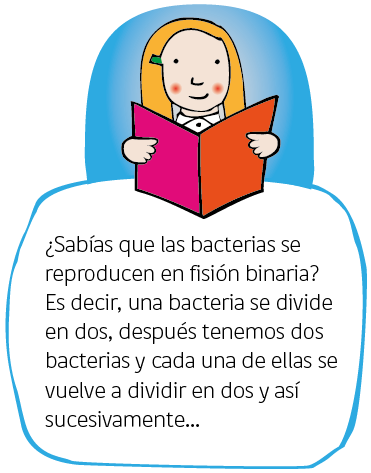 ¿Sabías que las bacterias se
reproducen en fisión binaria?
Es decir, una bacteria se divide
en dos, después tenemos dos
bacterias y cada una de ellas se
vuelve a dividir en dos y así
sucesivamente...